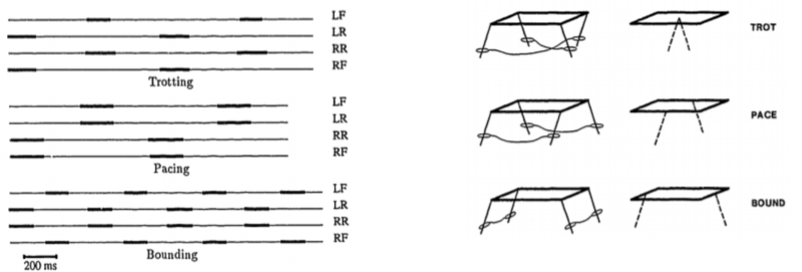 LF
LR
RR
RF
Trotting
LF
LR
RR
RF
Pacing
LF
LR
RR
RF
Bounding
200 ms
TROT
PACE
BOUND